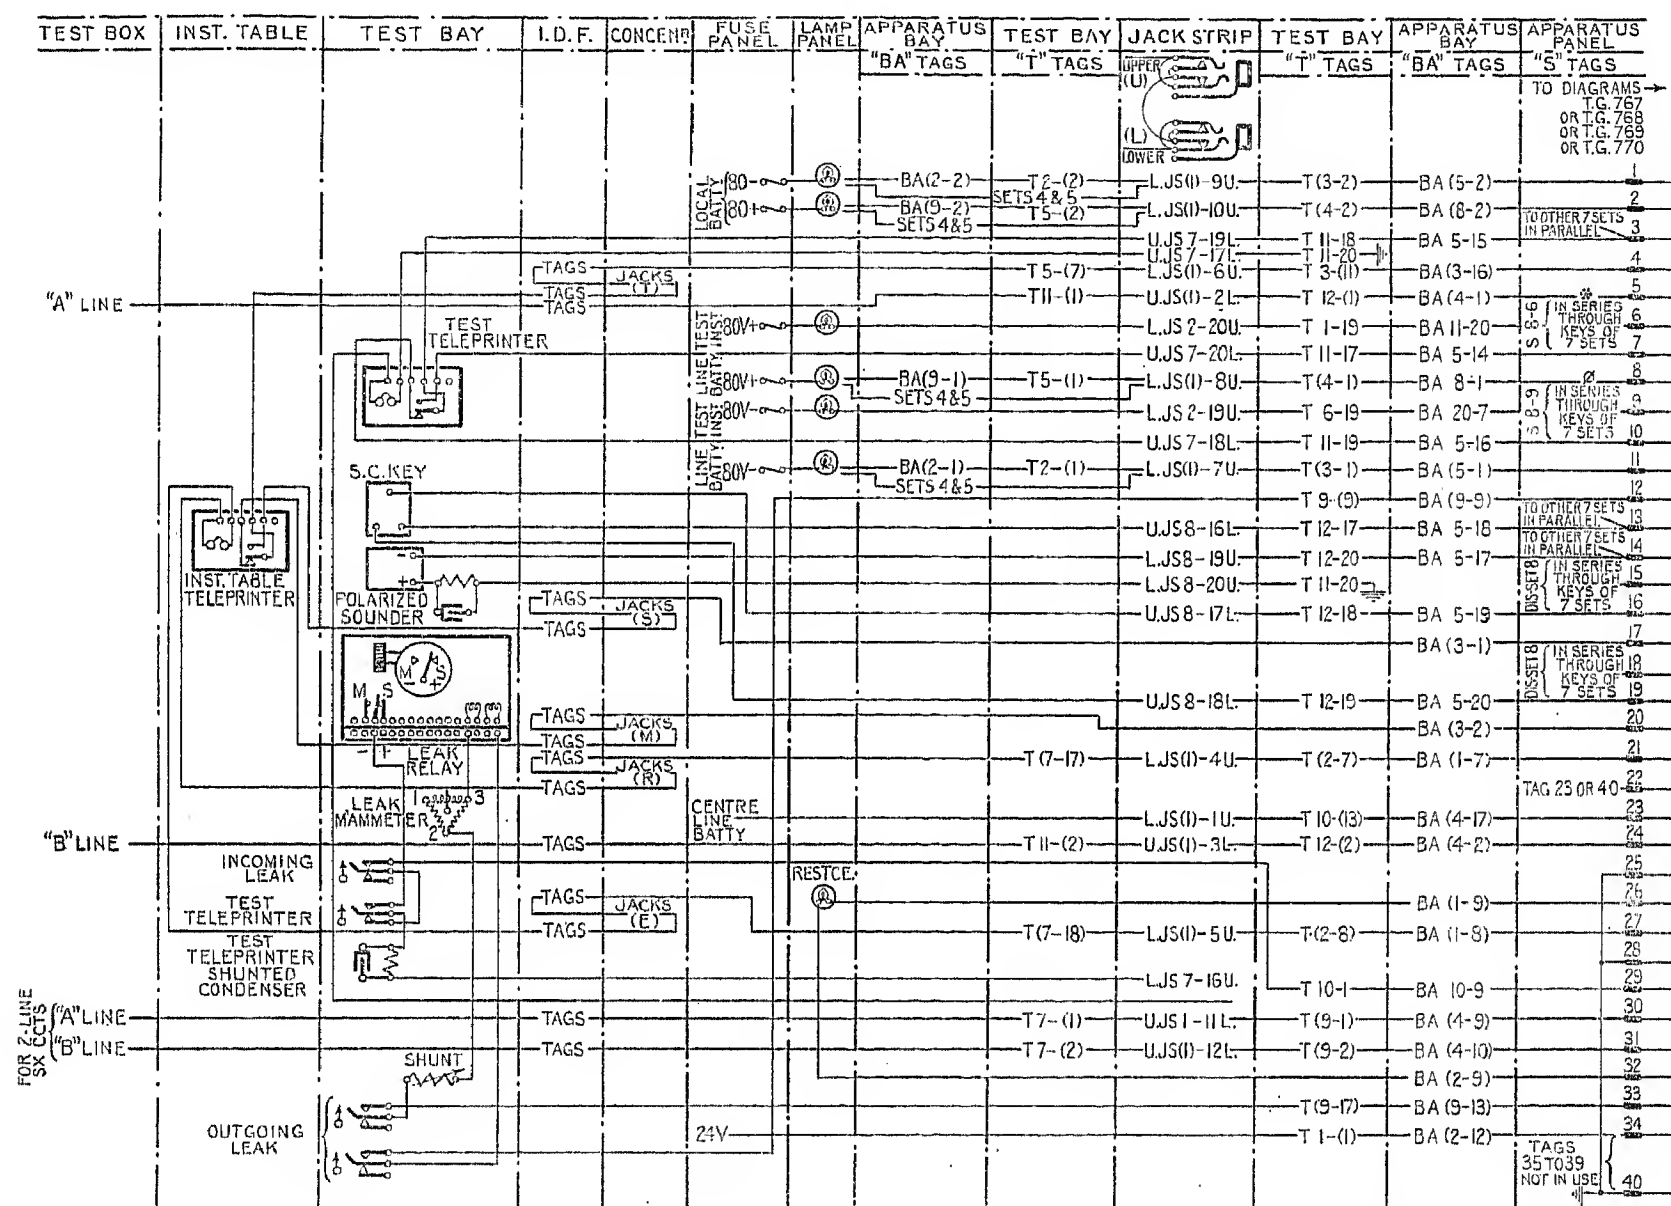 TEST BOX INST. TABLE TEST BAY I.D.F. CONCENR FUSE PANEL LAMP PANEL APPARATUS BAY TEST BAY JACK STRIP TEST BAY APPARATUS BAY APPARATUS PANEL
"BA" TAGS "T" TAGS "T" TAGS "BA" TAGS "S" TAGS
UPPER
(U)
(L)
LOWER
TO DIAGRAMS
T.G.767
OR T.G.768
OR T.G.769
OR T.G.770
LOCAL
BATTY
80-
BA(2-2) T2-(2) L.JS(1)-9U. T(3-2) BA(5-2) 1
SETS 4&5
80+
BA(9-2) T5-(2) L.JS(1)-10U. T(4-2) BA(8-2) 2
SETS 4&5
TO OTHER 7 SETS
IN PARALLEL
U.JS 7-19L. T 11-18 BA 5-15 3
U.JS 7-17L. T 11-20
TAGS JACKS T5-(7) L.JS(1)-6U. T 3-(11) BA(3-16) 4
TAGS (T)
"A" LINE TAGS T11-(1) U.JS(1)-2L. T 12-(1) BA(4-1) 5
TEST
TELEPRINTER
LINE TEST
BATTY INST
80V+ L.JS 2-20U. T 1-19 BA 11-20 6
S 8-6
IN SERIES
THROUGH
KEYS OF
7 SETS
U.JS 7-20L. T 11-17 BA 5-14 7
80V+ BA(9-1) T5-(1) L.JS(1)-8U. T(4-1) BA 8-1 8
SETS 4&5
LINE TEST
BATTY INST
80V- L.JS 2-19U. T 6-19 BA 20-7 9
S 8-9
IN SERIES
THROUGH
KEYS OF
7 SETS
U.JS 7-18L. T 11-19 BA 5-16 10
80V- BA(2-1) T2-(1) L.JS(1)-7U. T(3-1) BA(5-1) 11
SETS 4&5
S.C. KEY
T 9-(9) BA(9-9) 12
TO OTHER 7 SETS
IN PARALLEL
U.JS8-16L. T 12-17 BA 5-18 13
TO OTHER 7 SETS
IN PARALLEL
L.JS8-19U. T 12-20 BA 5-17 14
INST. TABLE
TELEPRINTER
-
+
POLARIZED
SOUNDER
L.JS 8-20U. T 11-20 15
DIS-SET8
IN SERIES
THROUGH
KEYS OF
7 SETS
TAGS JACKS
TAGS (S)
U.JS8-17L. T 12-18 BA 5-19 16
BA(3-1) 17
M S
- +
M S
DIS-SET8
IN SERIES
THROUGH 18
KEYS OF
7 SETS
U.JS 8-18L. T 12-19 BA 5-20 19
TAGS JACKS BA (3-2) 20
TAGS (M)
- +
LEAK
RELAY
TAGS JACKS T(7-17) L.JS(1)-4U. T(2-7) BA (1-7) 21
TAGS (R)
TAG 23 OR 40 22
LEAK
MAMMETER
1 3
2
CENTRE
LINE
BATTY
L.JS(1)-1U. T 10-(13) BA (4-17) 23
"B" LINE TAGS T 11-(2) U.JS(1)-3L. T 12(2) BA (4-2) 24
INCOMING
LEAK
25
RESTCE.
TEST
TELEPRINTER
BA (1-9) 26
TAGS JACKS
TAGS (E)
T(7-18) L.JS(1)-5U. T(2-8) BA (1-8) 27
TEST
TELEPRINTER
SHUNTED
CONDENSER
28
L.JS 7-16U.
T 10-1 BA 10-9 29
FOR 2-LINE
SX CCTS
"A" LINE TAGS T7-(1) U.JS1-11L. T(9-1) BA (4-9) 30
"B" LINE TAGS T7-(2) U.JS(1)-12L. T(9-2) BA (4-10) 31
SHUNT
BA (2-9) 32
T(9-17) BA (9-13) 33
OUTGOING
LEAK
24V T 1-(1) BA (2-12) 34
TAGS
35 TO 39
NOT IN USE
40